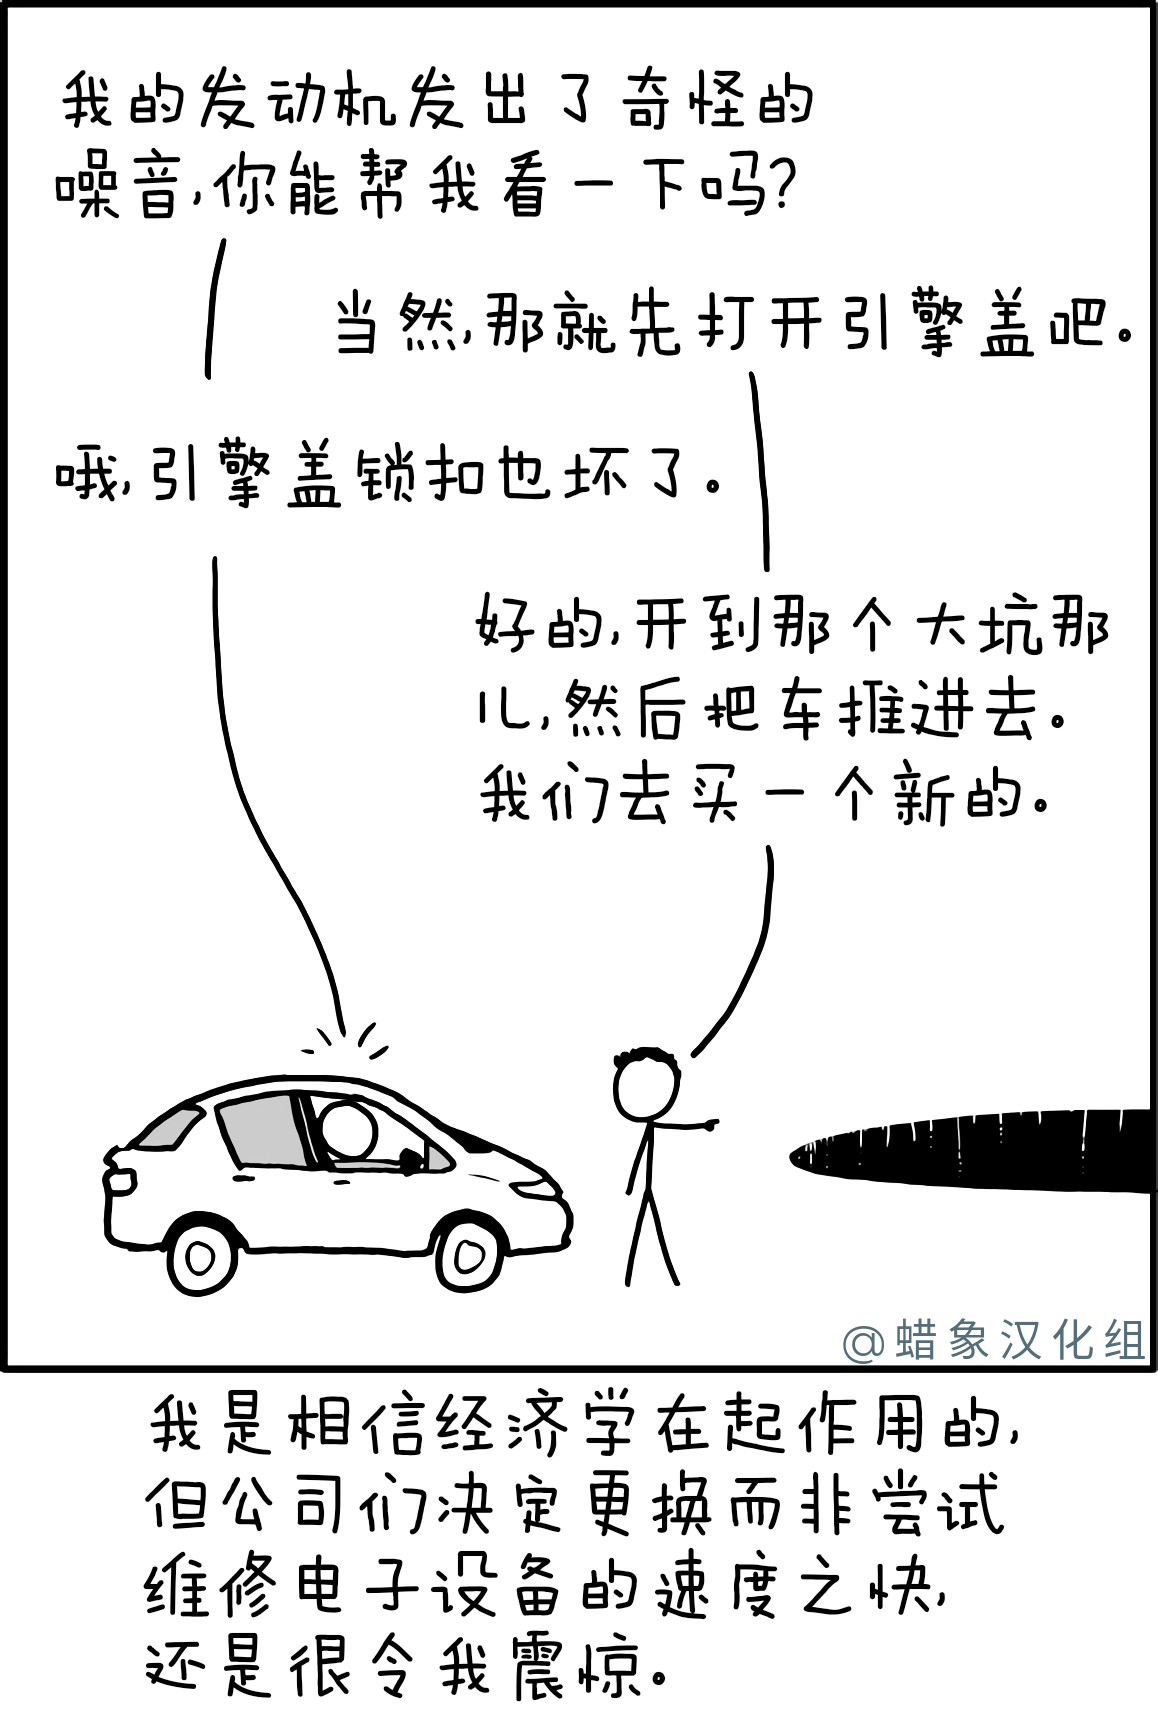 我的发动机发出了奇怪的
噪音,你能帮我看一下吗?
当然,那就先打开引擎盖吧。
哦,引擎盖锁扣也坏了。
好的,开到那个大坑那
儿,然后把车推进去。
我们去买一个新的。
@蜡象汉化组
我是相信经济学在起作用的,
但公司们决定更换而非尝试
维修电子设备的速度之快,
还是很令我震惊。